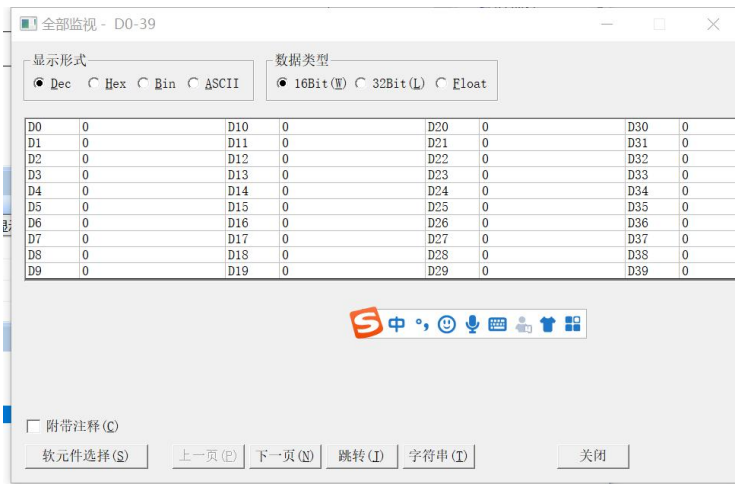 全部监视 - D0-39
显示形式
数据类型
Dec Hex Bin ASCII
16Bit(W) 32Bit(L) Float
D0 0 D10 0 D20 0 D30 0
D1 0 D11 0 D21 0 D31 0
D2 0 D12 0 D22 0 D32 0
D3 0 D13 0 D23 0 D33 0
D4 0 D14 0 D24 0 D34 0
D5 0 D15 0 D25 0 D35 0
D6 0 D16 0 D26 0 D36 0
D7 0 D17 0 D27 0 D37 0
D8 0 D18 0 D28 0 D38 0
D9 0 D19 0 D29 0 D39 0
中 °,
附带注释(C)
软元件选择(S) 上一页(P) 下一页(N) 跳转(J) 字符串(T) 关闭